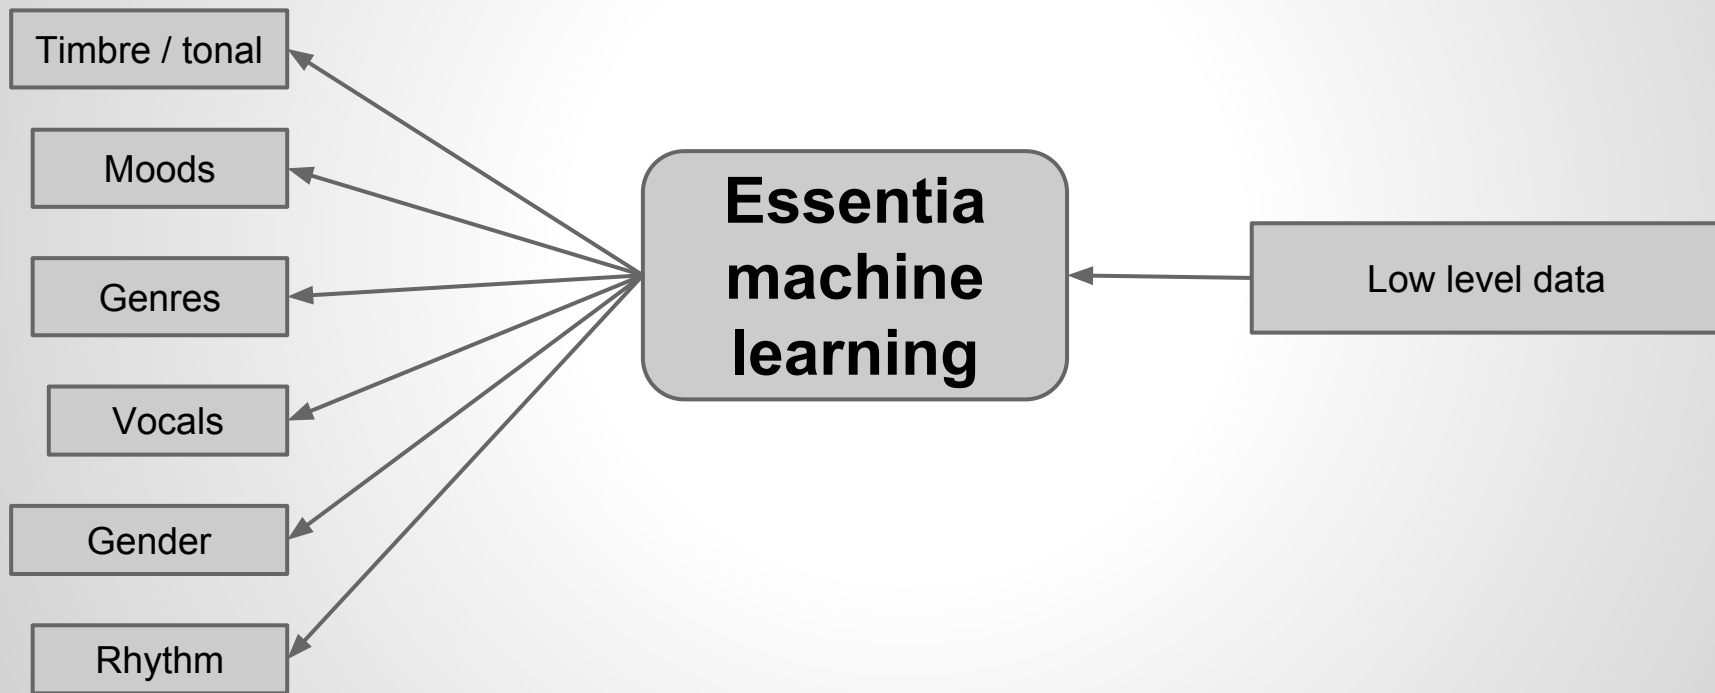 Timbre / tonal
Moods
Genres
Vocals
Gender
Rhythm
Essentia
machine
learning
Low level data